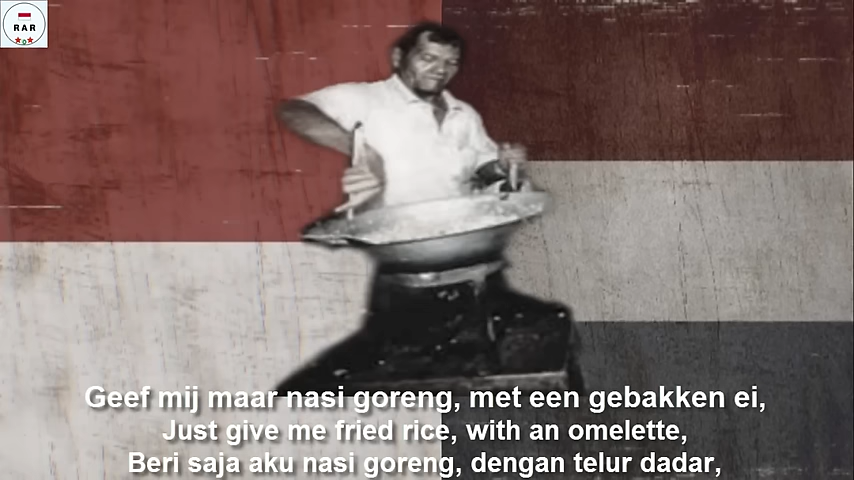 RAR
Geef mij maar nasi goreng, met een gebakken ei,
Just give me fried rice, with an omelette,
Beri saja aku nasi goreng, dengan telur dadar,